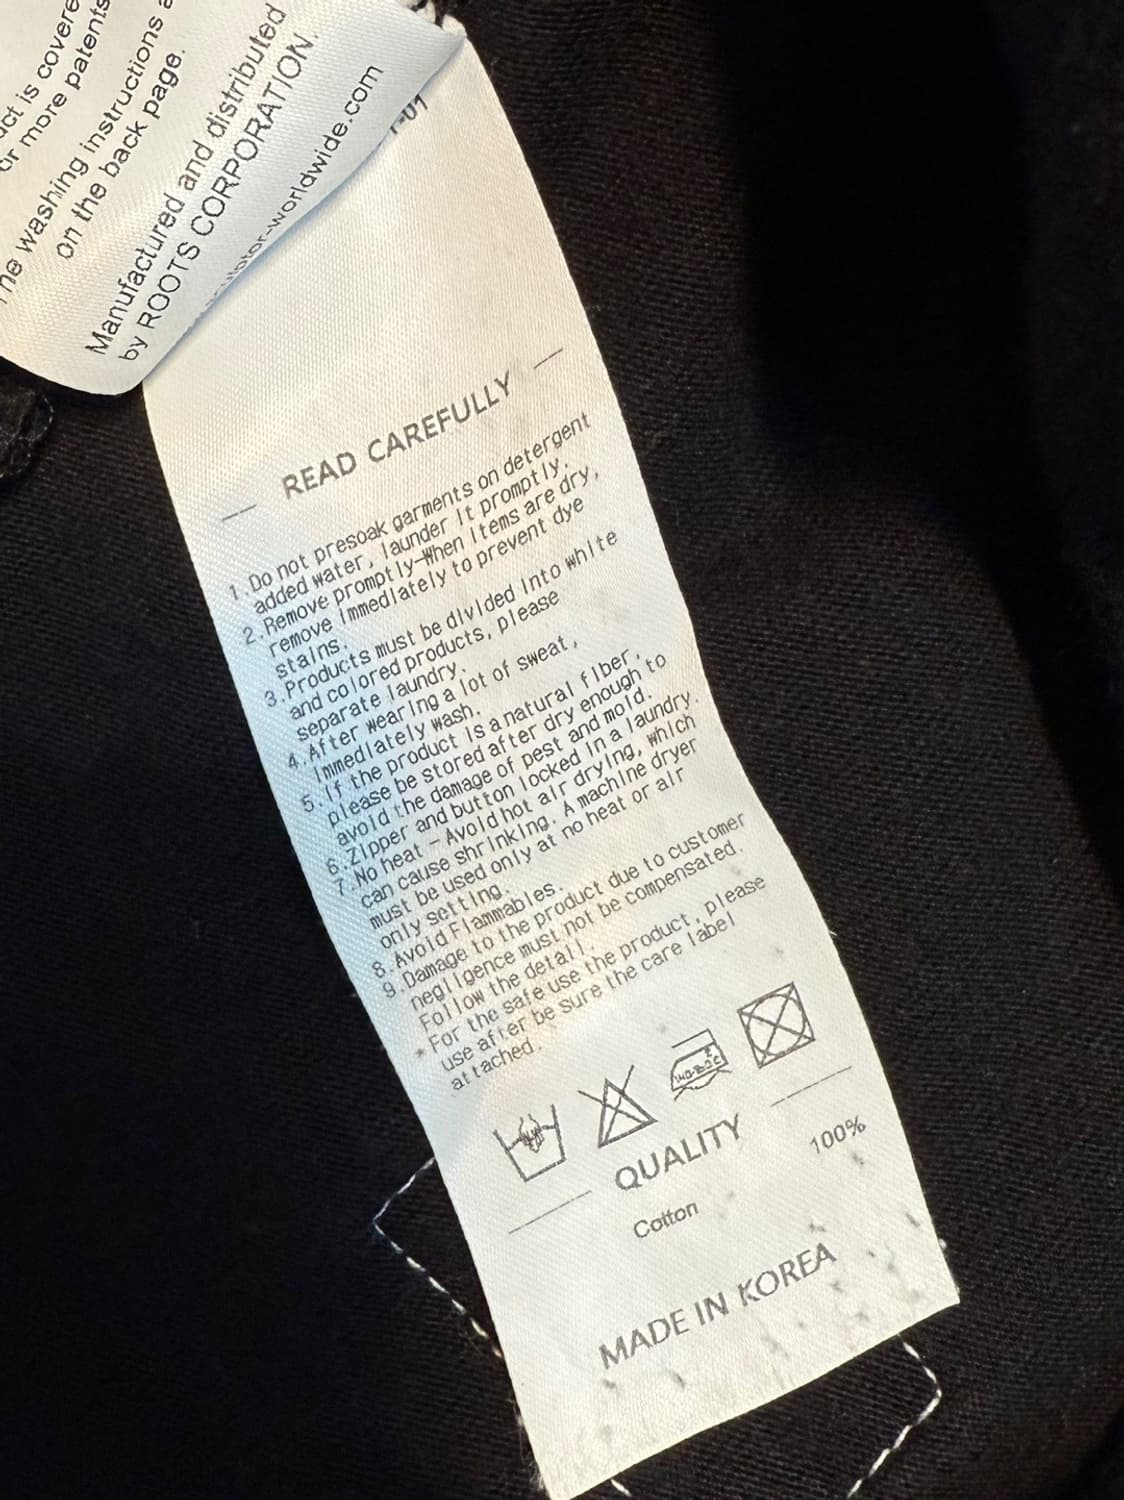 is covere
or more patents
washing instructions
on the back page.
Manufactured and distributed
by ROOTS CORPORATION.
-worldwide.com
-01
READ CAREFULLY
1.Do not presoak garments on detergent
added water, launder it promptly.
2.Remove promptly-When items are dry,
remove immediately to prevent dye
stains.
3.Products must be divided into white
and colored products, please
separate laundry.
4.After wearing a lot of sweat,
immediately wash.
5.If the product is a natural fiber,
please be stored after dry enough to
avoid the damage of pest and mold.
6.Zipper and button locked in a laundry.
7.No heat -Avoid hot air drying, which
can cause shrinking. A machine dryer
must be used only at no heat or air
only setting.
8.Avoid Flammables.
9.Damage to the product due to customer
negligence must not be compensated.
Follow the detail.
*For the safe use the product, please
use after be sure the care label
attached.
QUALITY
Cotton 100%
MADE IN KOREA